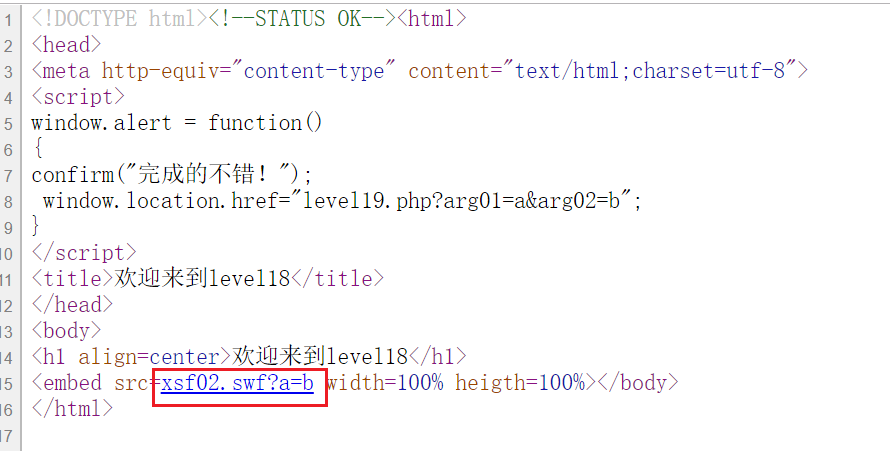 1 <!DOCTYPE html><!--STATUS OK--><html>
2 <head>
3 <meta http-equiv="content-type" content="text/html;charset=utf-8">
4 <script>
5 window.alert = function()
6 {
7 confirm("完成的不错！");
8  window.location.href="level19.php?arg01=a&arg02=b";
9 }
10 </script>
11 <title>欢迎来到level18</title>
12 </head>
13 <body>
14 <h1 align=center>欢迎来到level18</h1>
15 <embed src=xsf02.swf?a=b width=100% heigth=100%></body>
16 </html>
17